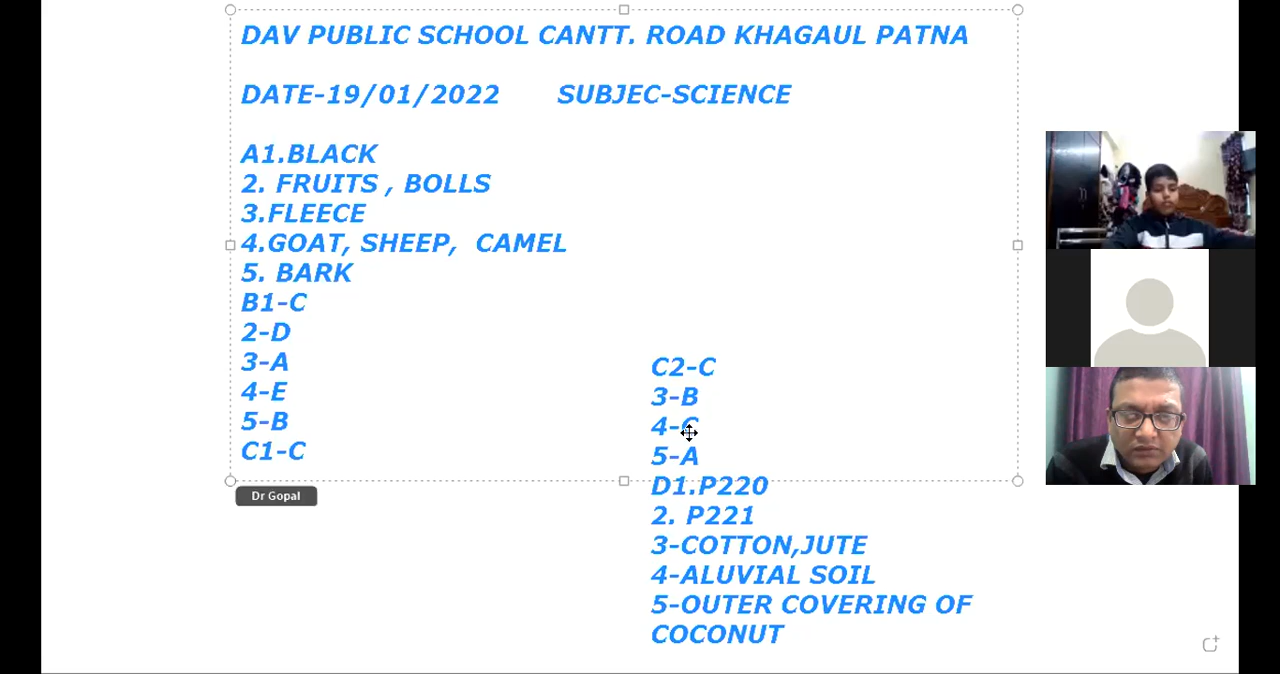 DAV PUBLIC SCHOOL CANTT. ROAD KHAGAUL PATNA
DATE-19/01/2022 SUBJEC-SCIENCE
A1.BLACK
2. FRUITS , BOLLS
3.FLEECE
4.GOAT, SHEEP, CAMEL
5. BARK
B1-C
2-D
3-A
4-E
5-B
C1-C
Dr Gopal
C2-C
3-B
4-C
5-A
D1.P220
2. P221
3-COTTON,JUTE
4-ALUVIAL SOIL
5-OUTER COVERING OF
COCONUT